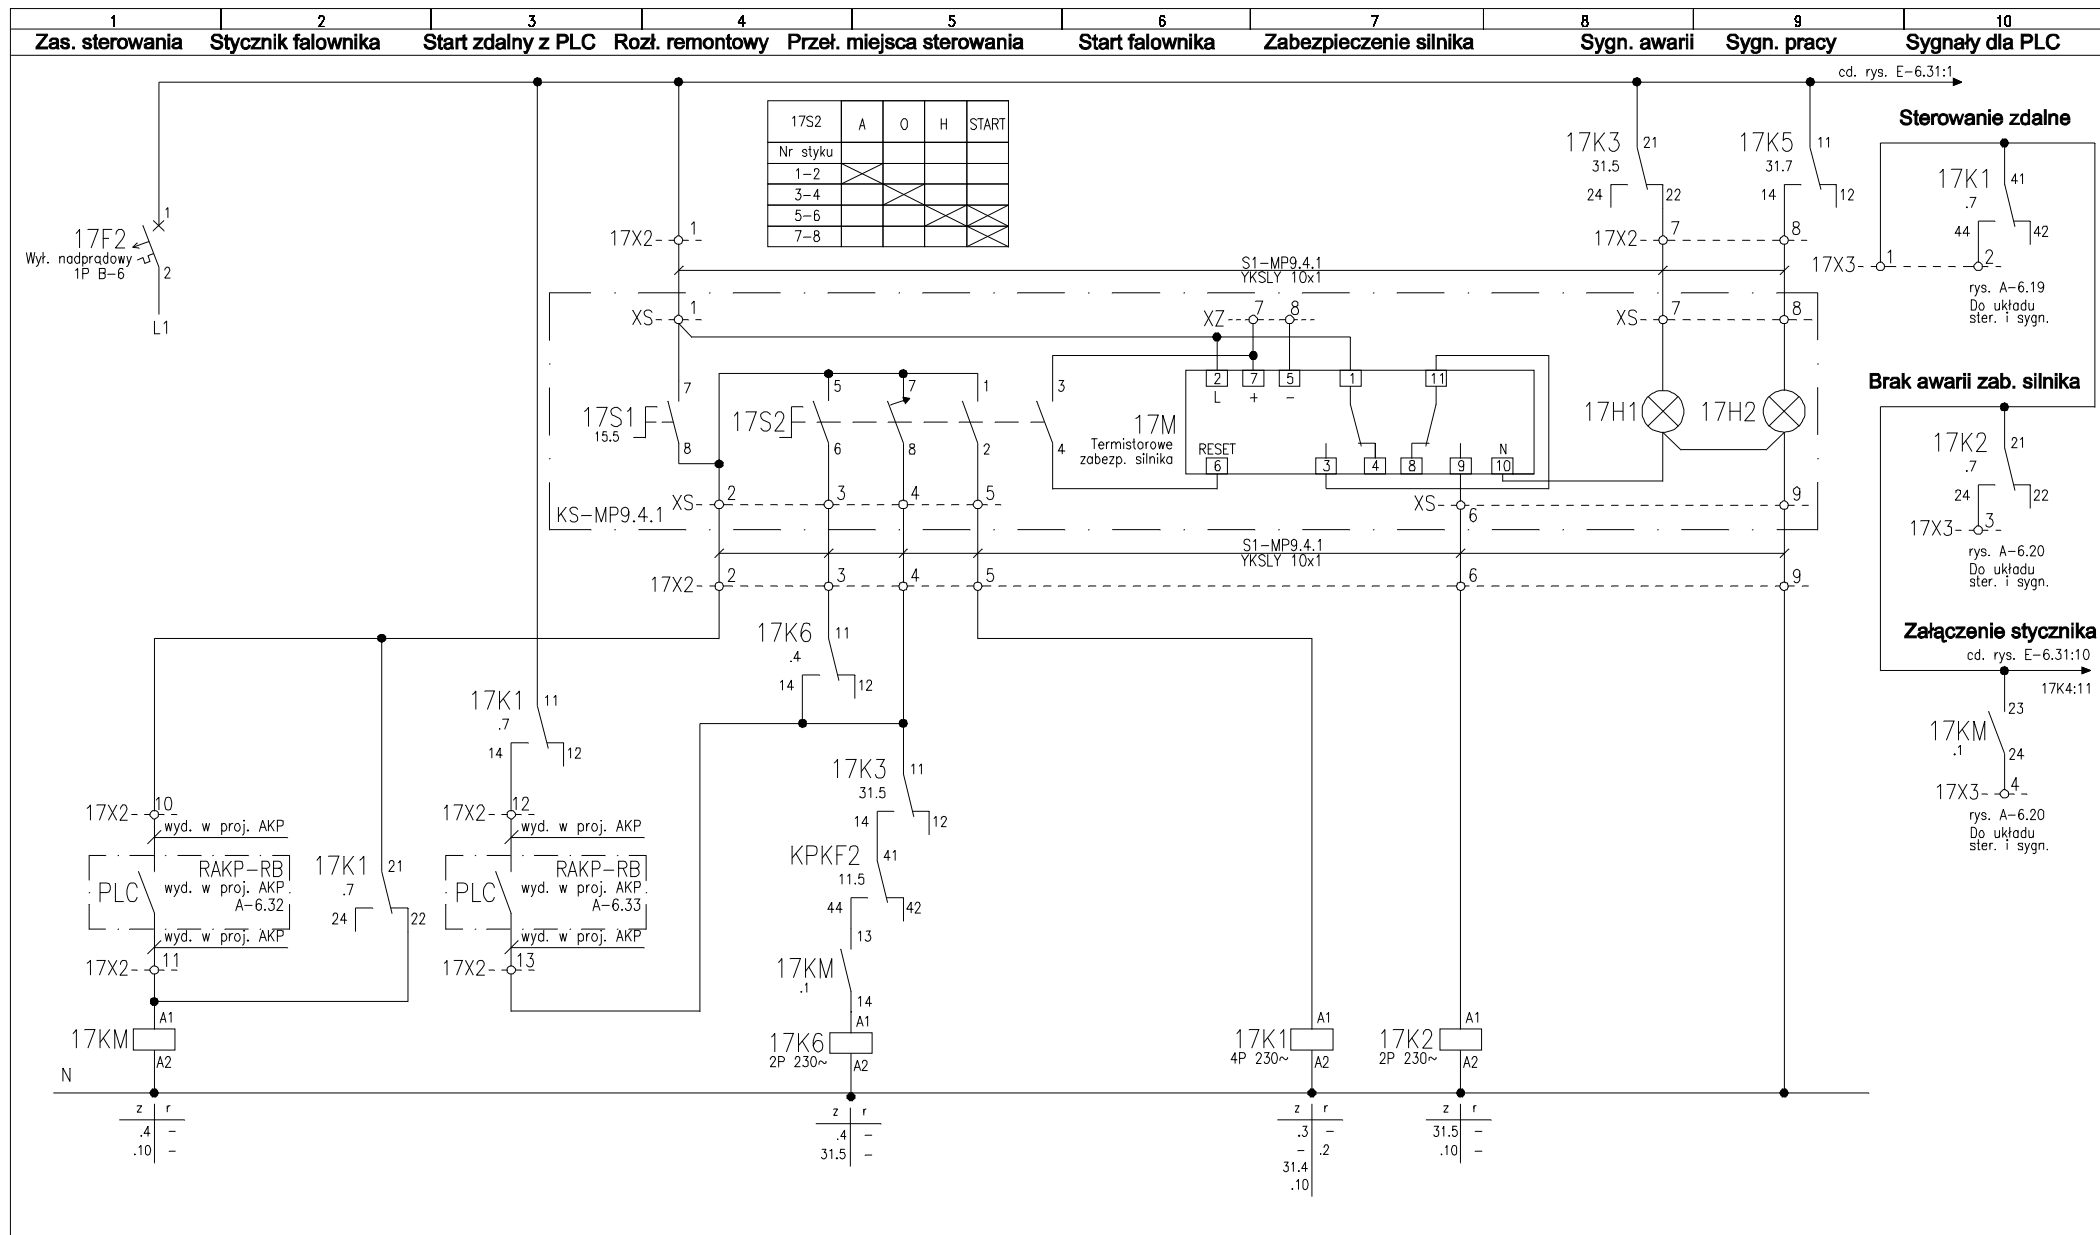 1 2 3 4 5 6 7 8 9 10
Zas. sterowania Stycznik falownika Start zdalny z PLC Rozł. remontowy Przeł. miejsca sterowania Start falownika Zabezpieczenie silnika Sygn. awarii Sygn. pracy Sygnały dla PLC
cd. rys. E-6.31:1
17S2 A O H START
Nr styku
1-2
3-4
5-6
7-8
17F2
Wył. nadprądowy
1P B-6
1
2
L1
17K3
31.5
21
24 22
17K5
31.7
11
14 12
Sterowanie zdalne
17K1
.7
41
44 42
17X3 1 2
rys. A-6.19
Do układu
ster. i sygn.
17X2 1
17X2 7 8
S1-MP9.4.1
YKSLY 10x1
XS 1
XZ 7 8
XS 7 8
17S1
15.5
7
8
17S2
5 7 1 3
6 8 2 4
17M
Termistorowe
zabezp. silnika
2 7 5 1 11
L + -
RESET N
6 3 4 8 9 10
17H1 17H2
KS-MP9.4.1
XS 2 3 4 5
XS 6 9
S1-MP9.4.1
YKSLY 10x1
17X2 2 3 4 5 6 9
Brak awarii zab. silnika
17K2
.7
21
24 22
17X3 3
rys. A-6.20
Do układu
ster. i sygn.
Załączenie stycznika
cd. rys. E-6.31:10
17K4:11
17KM
.1
23
24
17X3 4
rys. A-6.20
Do układu
ster. i sygn.
17K6
.4
11
14 12
17K1
.7
11
14 12
17K3
31.5
11
14 12
17X2 10
wyd. w proj. AKP
RAKP-RB
PLC wyd. w proj. AKP
A-6.32
wyd. w proj. AKP
17X2 11
17K1
.7
21
24 22
17X2 12
wyd. w proj. AKP
RAKP-RB
PLC wyd. w proj. AKP
A-6.33
wyd. w proj. AKP
17X2 13
KPKF2
11.5
41
44 42
17KM
.1
13
14
17KM
A1
A2
17K6
2P 230~
A1
A2
17K1
4P 230~
A1
A2
17K2
2P 230~
A1
A2
N
z r
.4 -
.10 -
z r
.4 -
31.5 -
z r
.3 -
- .2
31.4
.10
z r
31.5 -
.10 -